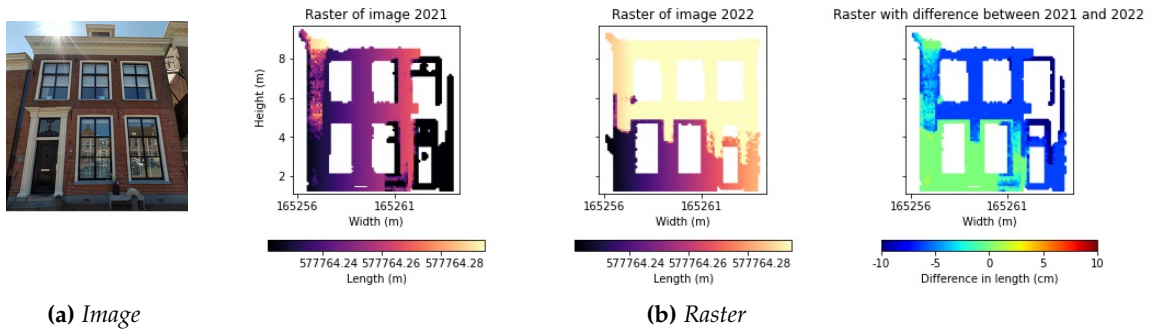 Raster of image 2021
Raster of image 2022
Raster with difference between 2021 and 2022
Height (m)
8
6
4
2
165256
165261
Width (m)
165256
165261
Width (m)
165256
165261
Width (m)
577764.24
577764.26
577764.28
Length (m)
577764.24
577764.26
577764.28
Length (m)
-10
-5
0
5
10
Difference in length (cm)
(a) Image
(b) Raster